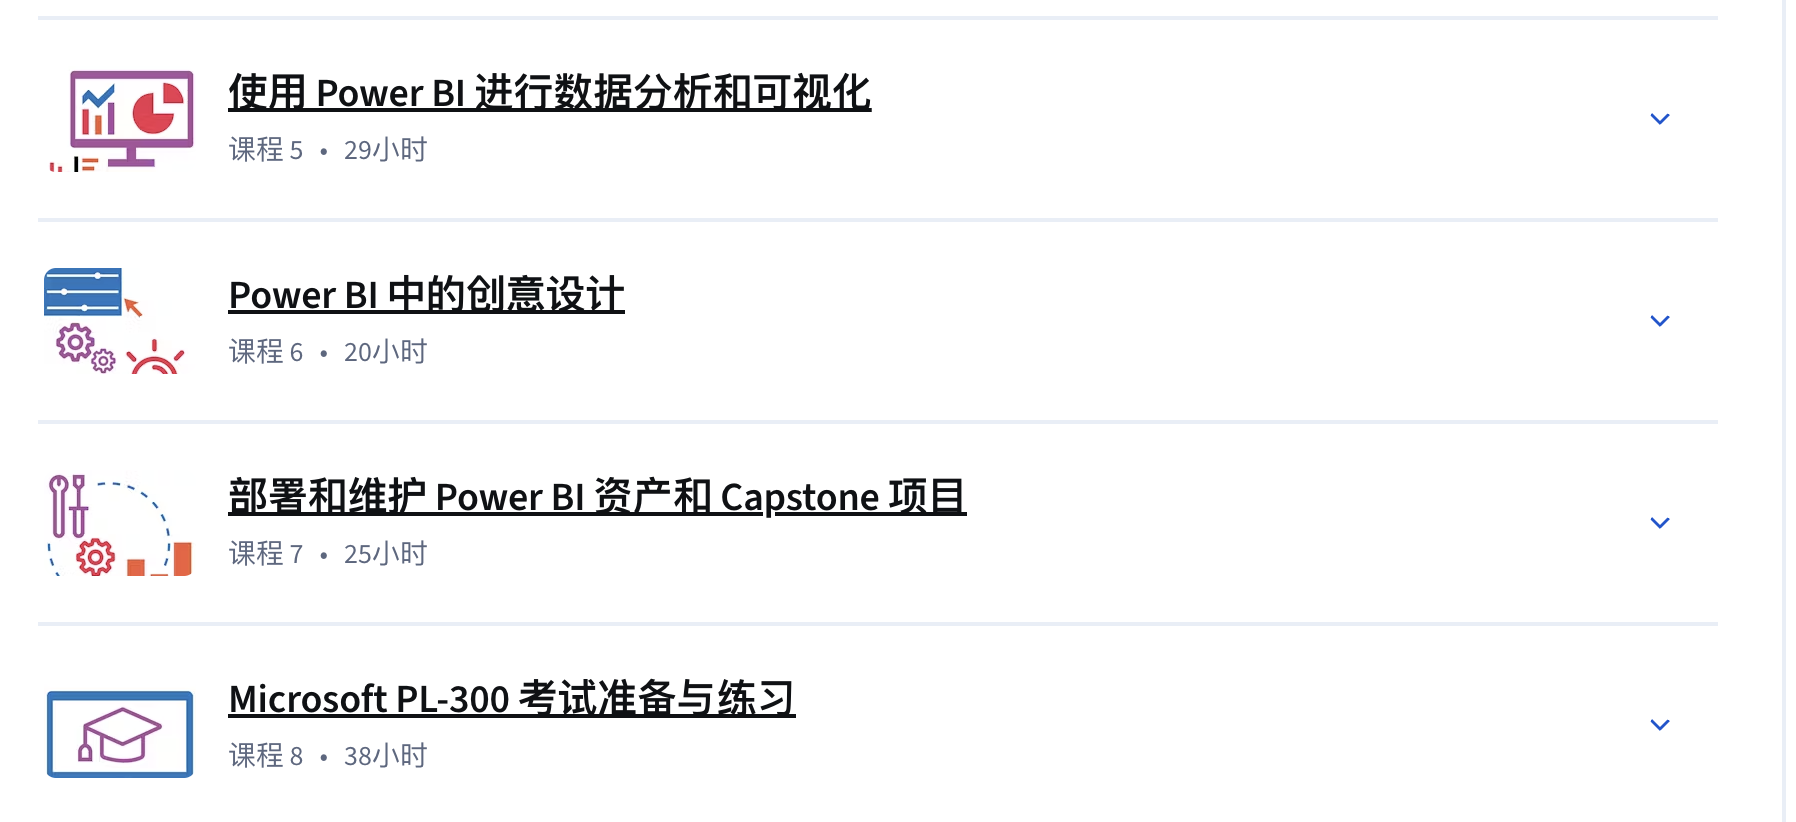 使用 Power BI 进行数据分析和可视化
课程 5 • 29小时
Power BI 中的创意设计
课程 6 • 20小时
部署和维护 Power BI 资产和 Capstone 项目
课程 7 • 25小时
Microsoft PL-300 考试准备与练习
课程 8 • 38小时